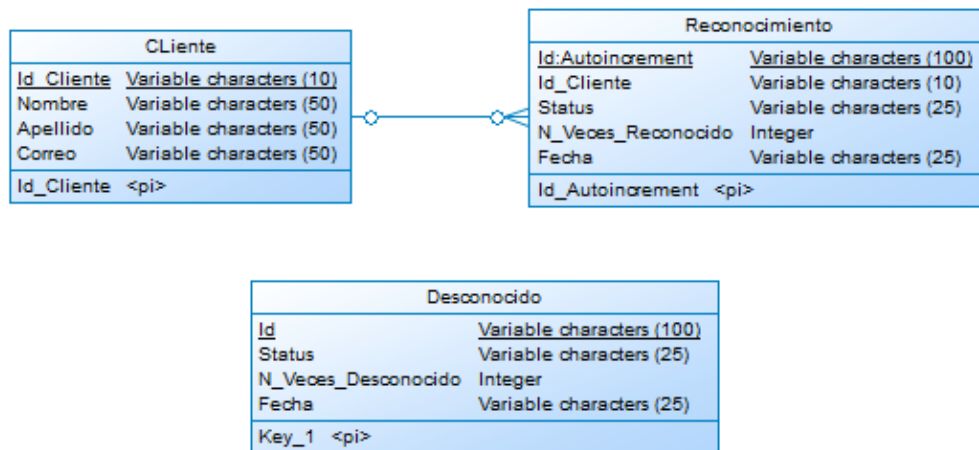 CLiente
Id_Cliente Variable characters (10)
Nombre Variable characters (50)
Apellido Variable characters (50)
Correo Variable characters (50)
Id_Cliente <pi>
Reconocimiento
Id:Autoincrement Variable characters (100)
Id_Cliente Variable characters (10)
Status Variable characters (25)
N_Veces_Reconocido Integer
Fecha Variable characters (25)
Id_Autoincrement <pi>
Desconocido
Id Variable characters (100)
Status Variable characters (25)
N_Veces_Desconocido Integer
Fecha Variable characters (25)
Key_1 <pi>